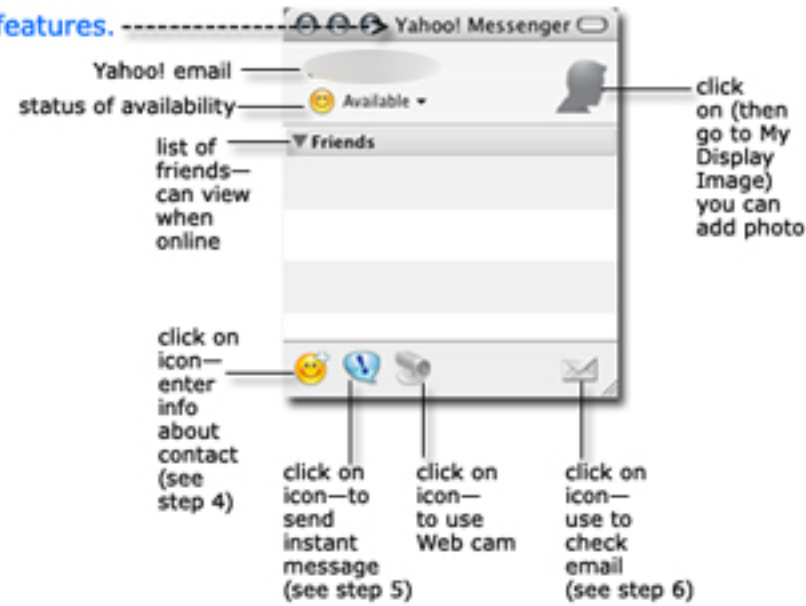 features.
Yahoo! Messenger
Yahoo! email
status of availability
Available
list of
friends—
can view
when
online
Friends
click
on (then
go to My
Display
Image)
you can
add photo
click on
icon—
enter
info
about
contact
(see
step 4)
click on
icon—to
send
instant
message
(see step 5)
click on
icon—
to use
Web cam
click on
icon—
use to
check
email
(see step 6)